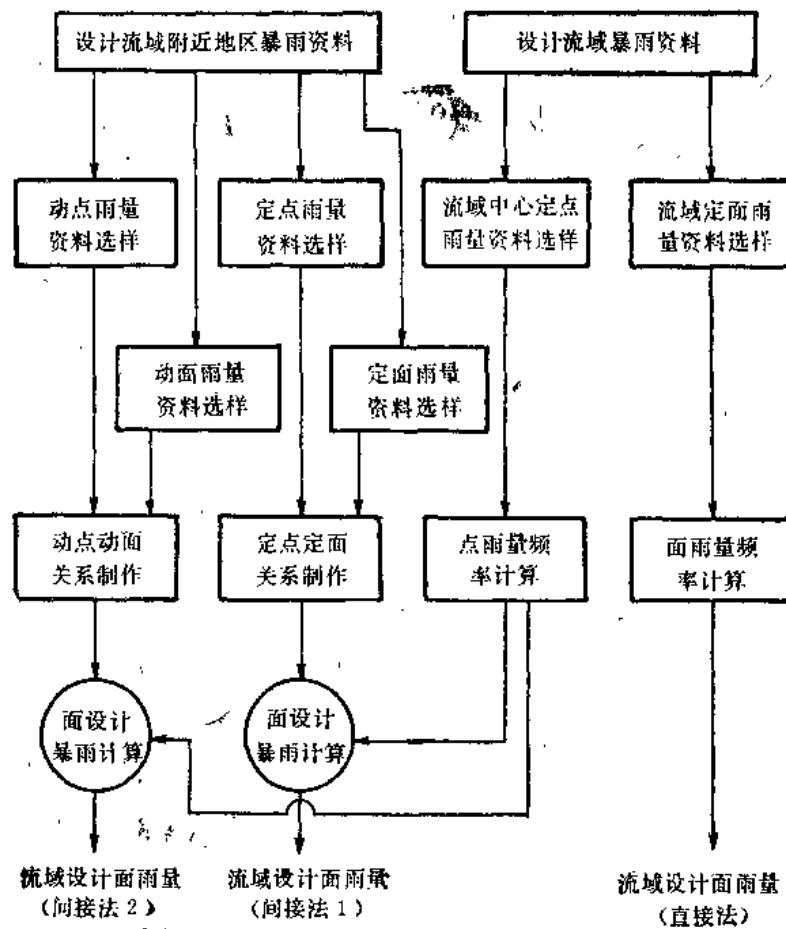 设计流域附近地区暴雨资料
设计流域暴雨资料
动点雨量
资料选样
定点雨量
资料选样
流域中心定点
雨量资料选样
流域定面雨
量资料选样
动面雨量
资料选样
定面雨量
资料选样
动点动面
关系制作
定点定面
关系制作
点雨量频
率计算
面雨量频
率计算
面设计
暴雨计算
面设计
暴雨计算
流域设计面雨量
（间接法2）
流域设计面雨量
（间接法1）
流域设计面雨量
（直接法）